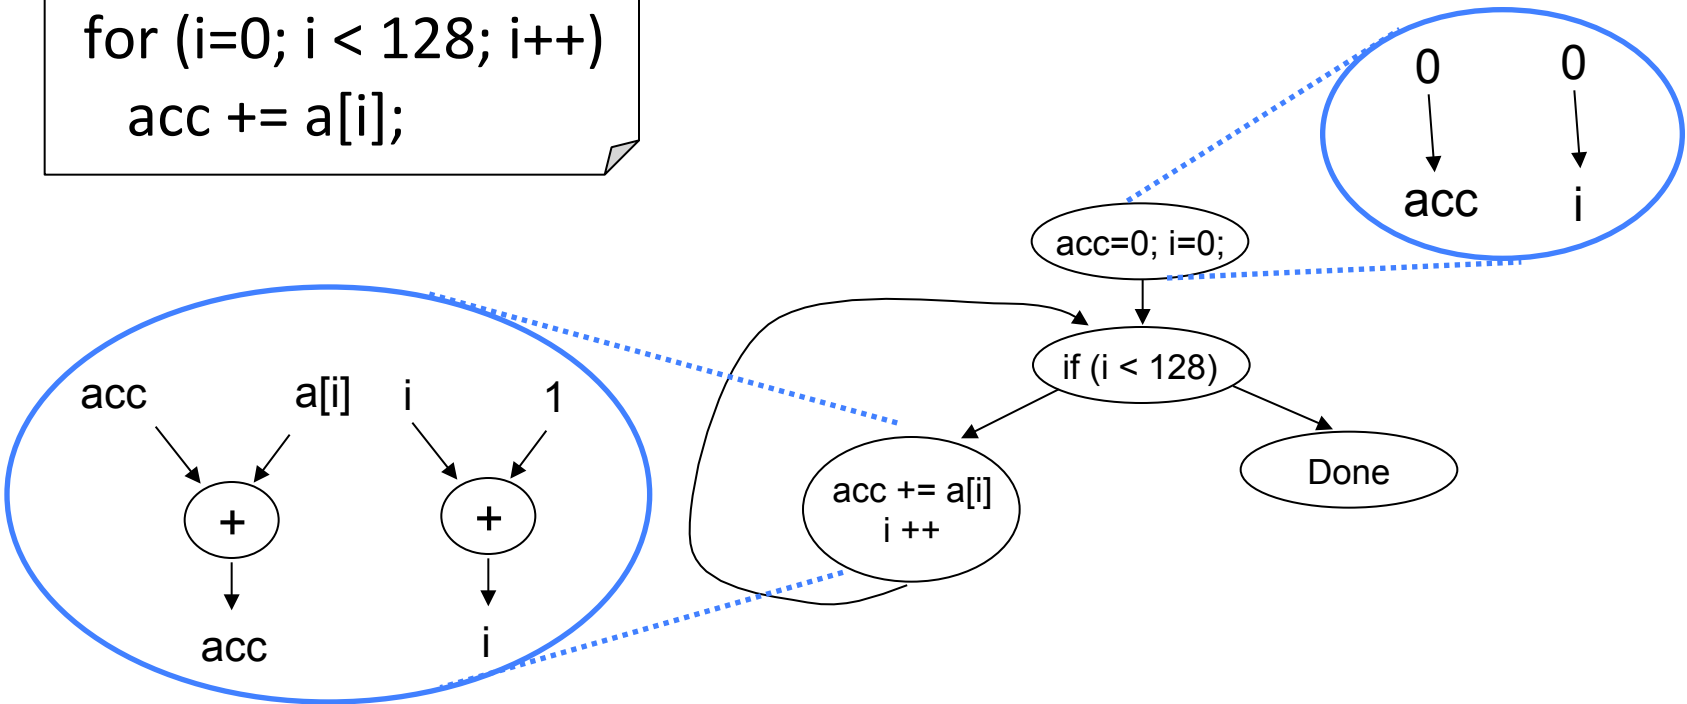 for (i=0; i < 128; i++)
acc += a[i];
0 0
acc i
acc=0; i=0;
if (i < 128)
Done
acc += a[i]
i ++
acc a[i] i 1
+ +
acc i